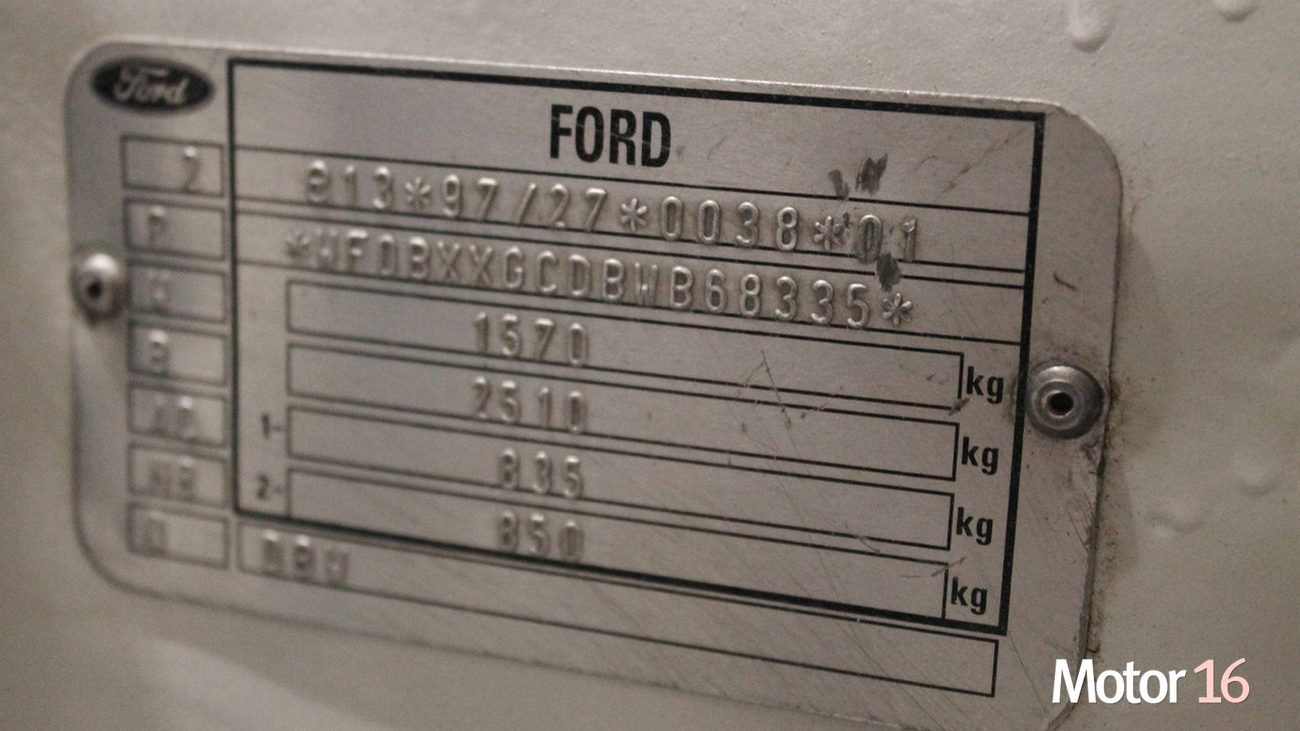 Ford
FORD
e13*97/27*0038*01
*WF0BXXGCDBWB68335*
1570 kg
2510 kg
1- 835 kg
2- 850 kg
DBW
Motor 16